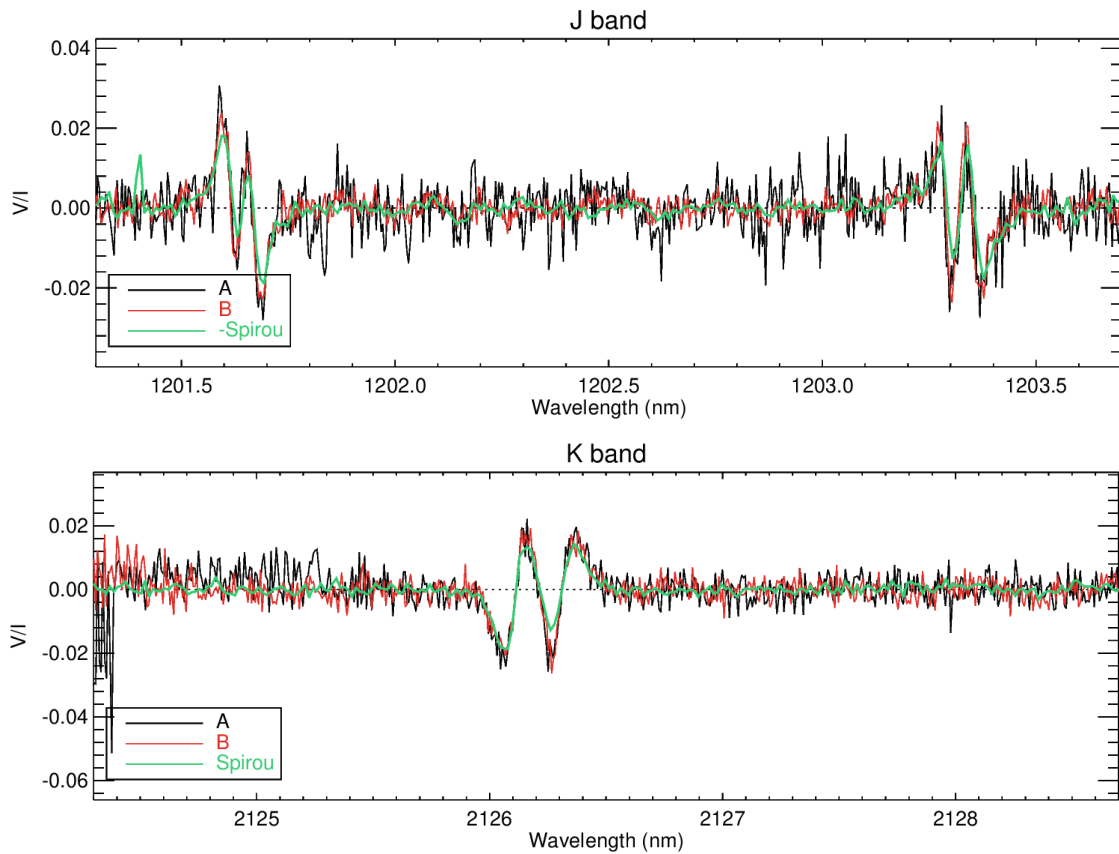 J band
0.04
0.02
0.00
-0.02
V/I
A
B
-Spirou
1201.5 1202.0 1202.5 1203.0 1203.5
Wavelength (nm)
K band
0.02
0.00
-0.02
-0.04
-0.06
V/I
A
B
Spirou
2125 2126 2127 2128
Wavelength (nm)